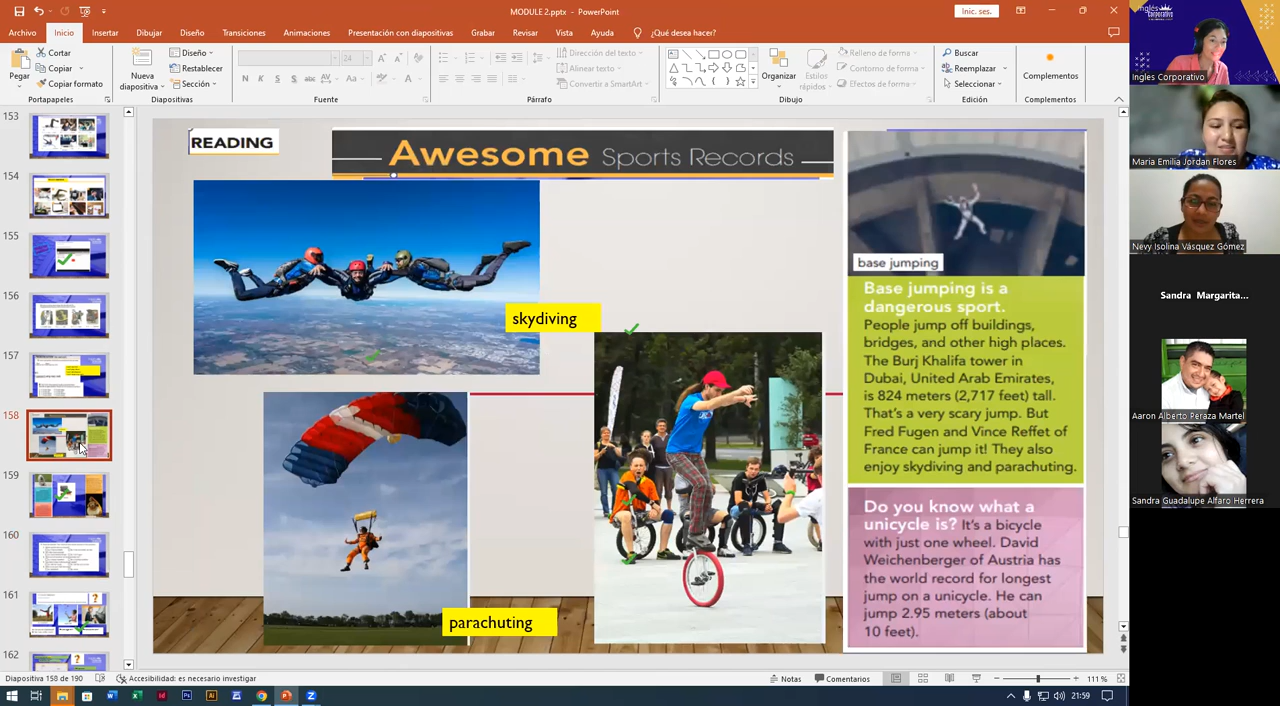 MODULE 2.pptx - PowerPoint
Inic. ses.
Archivo Inicio Insertar Dibujar Diseño Transiciones Animaciones Presentación con diapositivas Grabar Revisar Vista Ayuda ¿Qué desea hacer?
Pegar
Cortar
Copiar
Copiar formato
Portapapeles
Nueva
diapositiva
Diseño
Restablecer
Sección
Diapositivas
24
N K S S abc AV Aa A
Fuente
Dirección del texto
Alinear texto
Convertir a SmartArt
Párrafo
Organizar
Estilos
rápidos
Relleno de forma
Contorno de forma
Efectos de forma
Dibujo
Buscar
Reemplazar
Seleccionar
Edición
Complementos
Complementos
153
154
155
156
157
158
159
160
161
162
READING
Awesome Sports Records
skydiving
parachuting
base jumping
Base jumping is a
dangerous sport.
People jump off buildings,
bridges, and other high places.
The Burj Khalifa tower in
Dubai, United Arab Emirates,
is 824 meters (2,717 feet) tall.
That's a very scary jump. But
Fred Fugen and Vince Reffet of
France can jump it! They also
enjoy skydiving and parachuting.
Do you know what a
unicycle is? It's a bicycle
with just one wheel. David
Weichenberger of Austria has
the world record for longest
jump on a unicycle. He can
jump 2.95 meters (about
10 feet).
Inglés
Corporativo
Ingles Corporativo
Maria Emilia Jordan Flores
Nevy Isolina Vásquez Gómez
Sandra Margarita...
Aaron Alberto Peraza Martel
Sandra Guadalupe Alfaro Herrera
Diapositiva 158 de 190
Accesibilidad: es necesario investigar
Notas
Comentarios
111 %
21:59